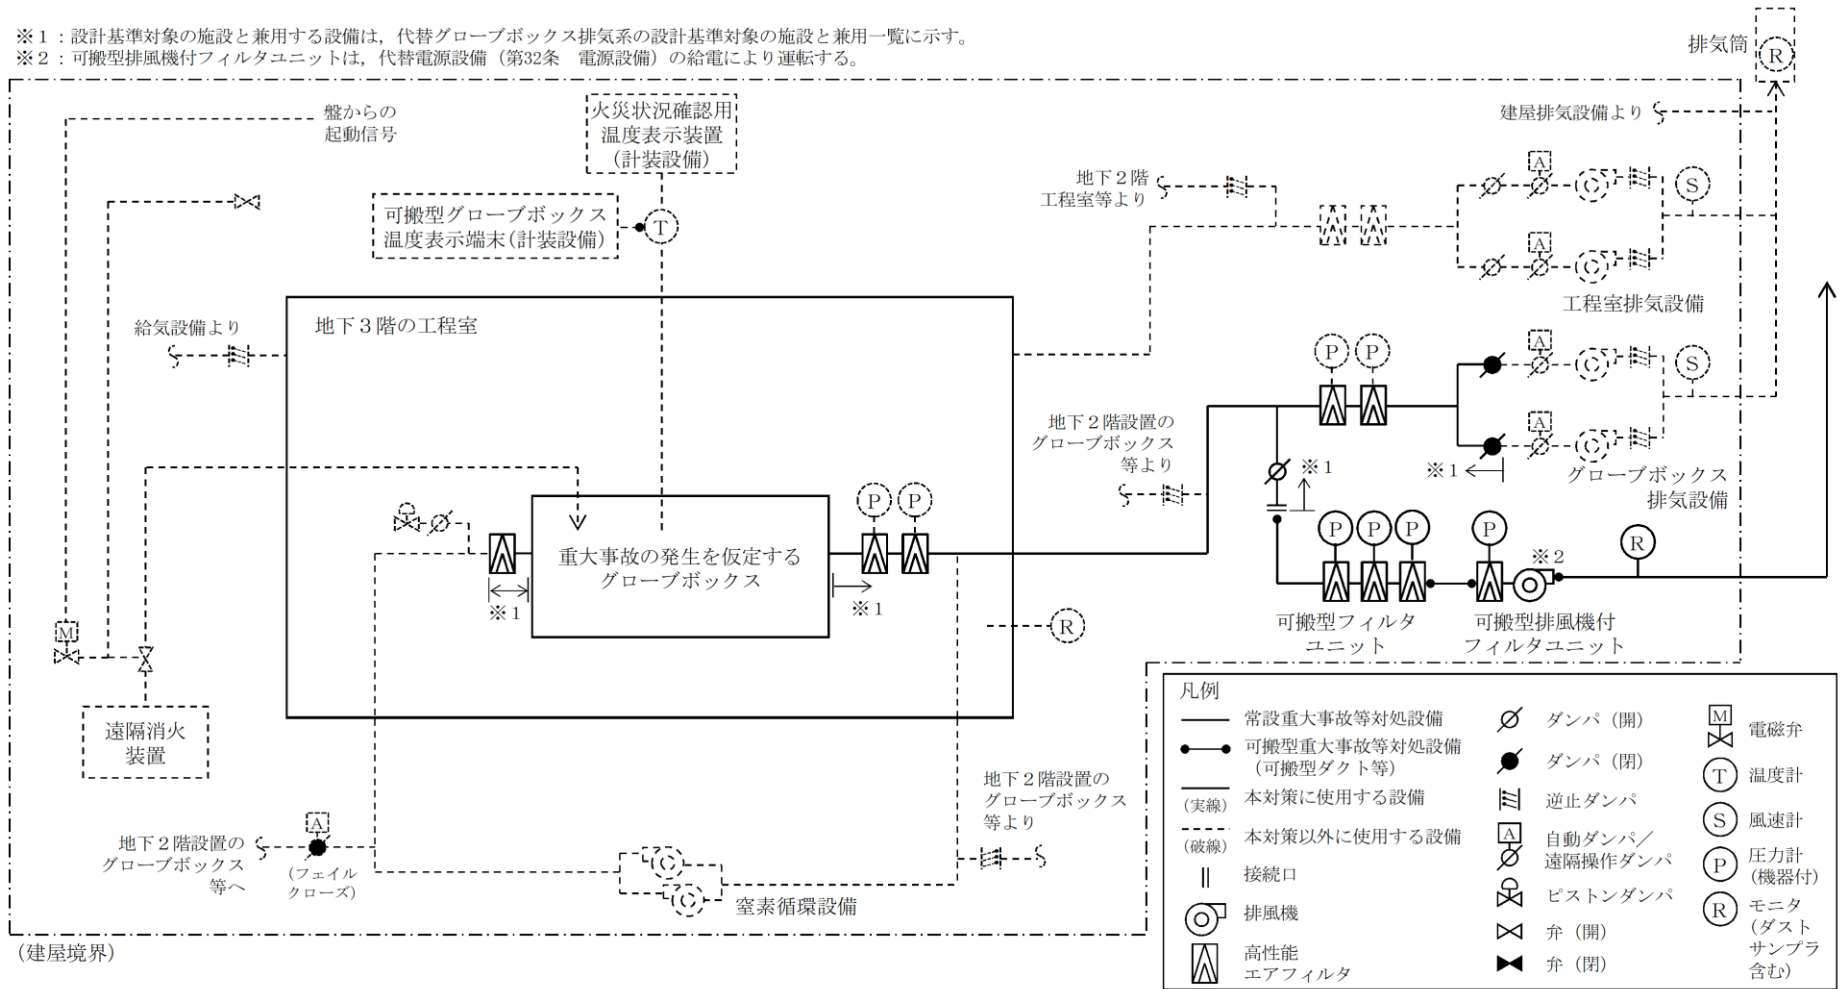 ※1：設計基準対象の施設と兼用する設備は，代替グローブボックス排気系の設計基準対象の施設と兼用一覧に示す。
※2：可搬型排風機付フィルタユニットは，代替電源設備（第32条　電源設備）の給電により運転する。
排気筒
R
盤からの
起動信号
火災状況確認用
温度表示装置
(計装設備)
建屋排気設備より
可搬型グローブボックス
温度表示端末(計装設備)
T
地下2階
工程室等より
A
S
A
工程室排気設備
給気設備より
地下3階の工程室
P
P
A
S
A
地下2階設置の
グローブボックス
等より
※1
※1
グローブボックス
排気設備
P
P
重大事故の発生を仮定する
グローブボックス
※1
※1
P
P
P
P
※2
R
可搬型フィルタ
ユニット
可搬型排風機付
フィルタユニット
R
M
遠隔消火
装置
地下2階設置の
グローブボックス
等へ
A
(フェイル
クローズ)
地下2階設置の
グローブボックス
等より
窒素循環設備
(建屋境界)
凡例
常設重大事故等対処設備
可搬型重大事故等対処設備
（可搬型ダクト等）
(実線)
本対策に使用する設備
(破線)
本対策以外に使用する設備
接続口
排風機
高性能
エアフィルタ
ダンパ（開）
ダンパ（閉）
逆止ダンパ
A
自動ダンパ／
遠隔操作ダンパ
ピストンダンパ
弁（開）
弁（閉）
M
電磁弁
T
温度計
S
風速計
P
圧力計
(機器付)
R
モニタ
(ダスト
サンプラ
含む)